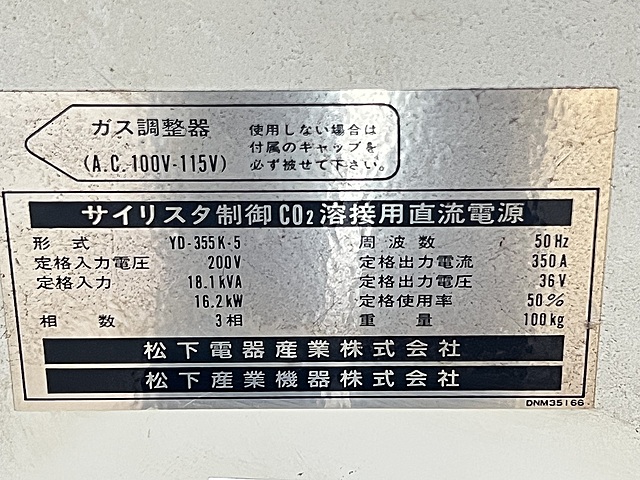 ガス調整器
(A.C.100V-115V)
使用しない場合は
付属のキャップを
必ず被せて下さい。
サイリスタ制御CO₂溶接用直流電源
形式 YD-355K-5 周波数 50Hz
定格入力電圧 200V 定格出力電流 350A
定格入力 18.1kVA 定格出力電圧 36V
16.2kW 定格使用率 50%
相数 3相 重量 100kg
松下電器産業株式会社
松下産業機器株式会社
DNM35166